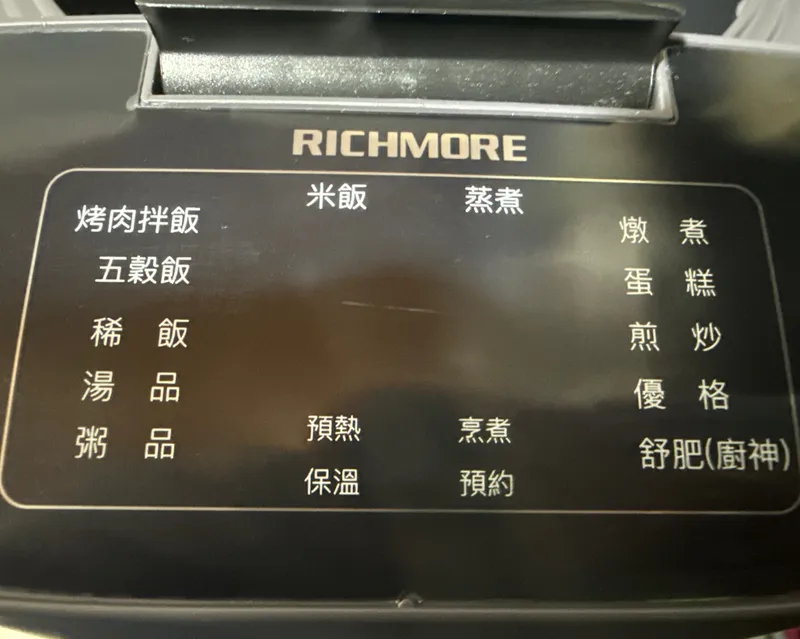 RICHMORE
米飯
蒸煮
烤肉拌飯
五穀飯
稀 飯
湯 品
粥 品
預熱
烹煮
保溫
預約
燉 煮
蛋 糕
煎 炒
優 格
舒肥(廚神)